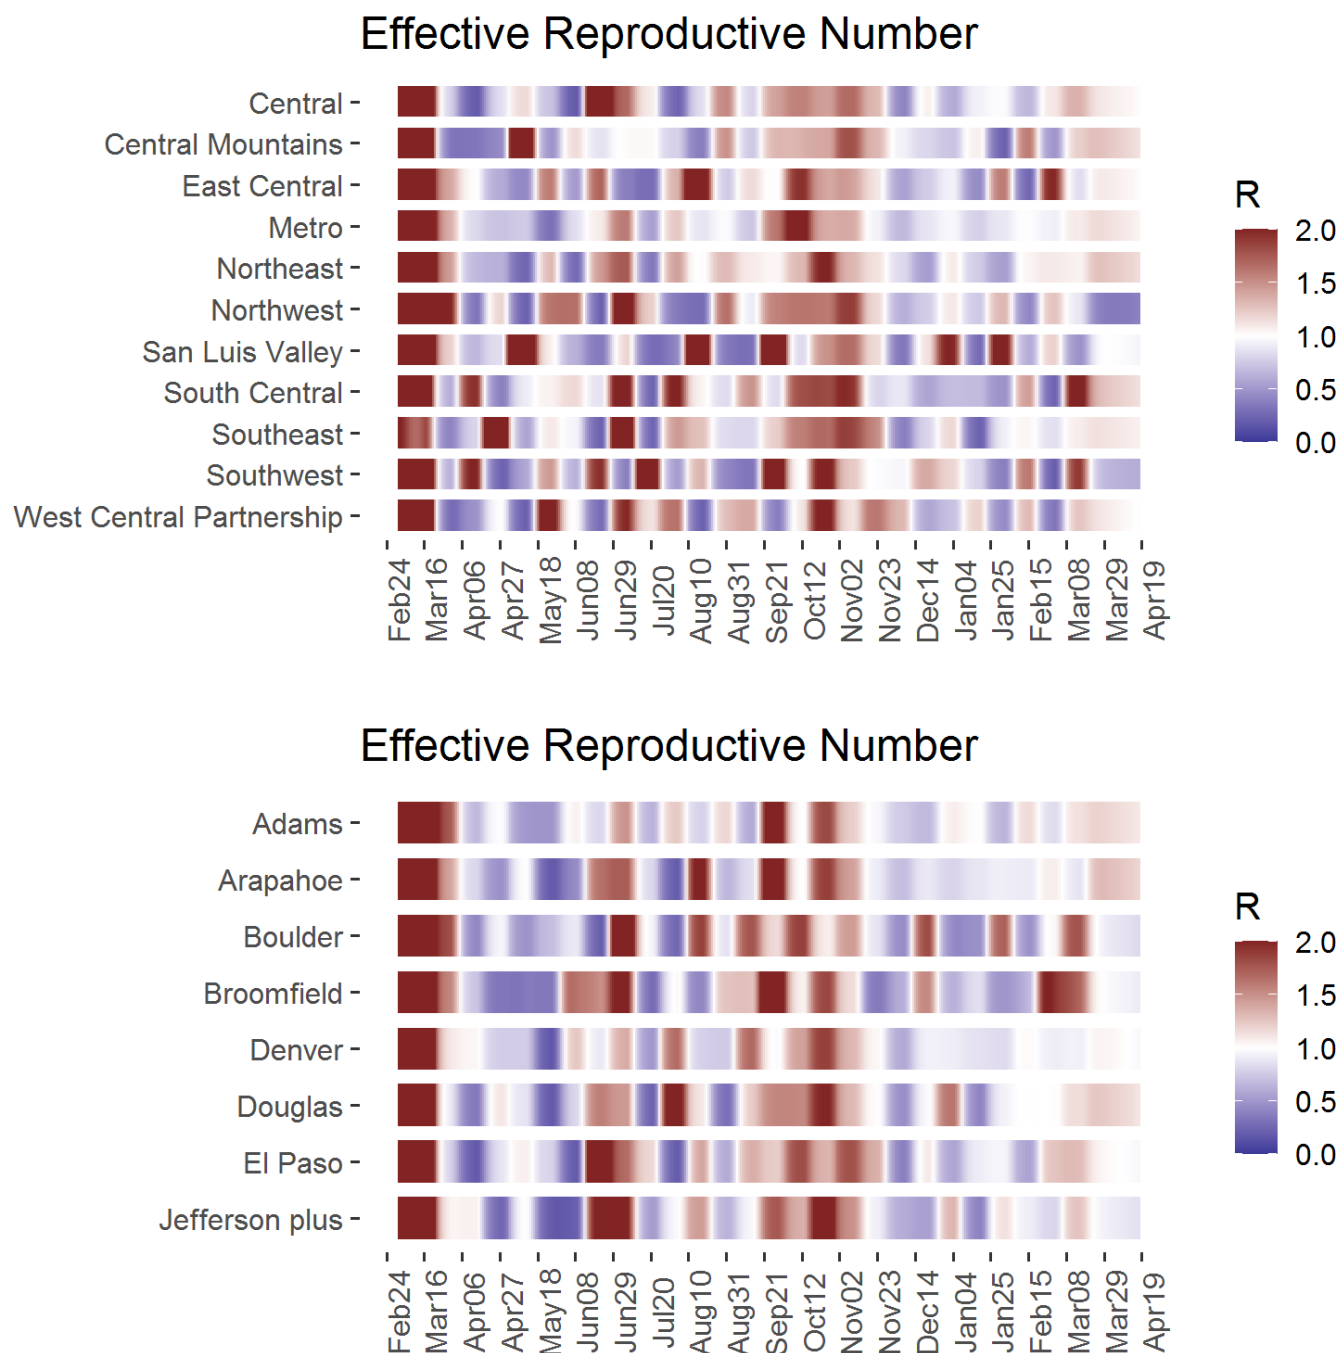 Effective Reproductive Number
Central
Central Mountains
East Central
Metro
Northeast
Northwest
San Luis Valley
South Central
Southeast
Southwest
West Central Partnership
Feb24
Mar16
Apr06
Apr27
May18
Jun08
Jun29
Jul20
Aug10
Aug31
Sep21
Oct12
Nov02
Nov23
Dec14
Jan04
Jan25
Feb15
Mar08
Mar29
Apr19
R
2.0
1.5
1.0
0.5
0.0
Effective Reproductive Number
Adams
Arapahoe
Boulder
Broomfield
Denver
Douglas
El Paso
Jefferson plus
Feb24
Mar16
Apr06
Apr27
May18
Jun08
Jun29
Jul20
Aug10
Aug31
Sep21
Oct12
Nov02
Nov23
Dec14
Jan04
Jan25
Feb15
Mar08
Mar29
Apr19
R
2.0
1.5
1.0
0.5
0.0